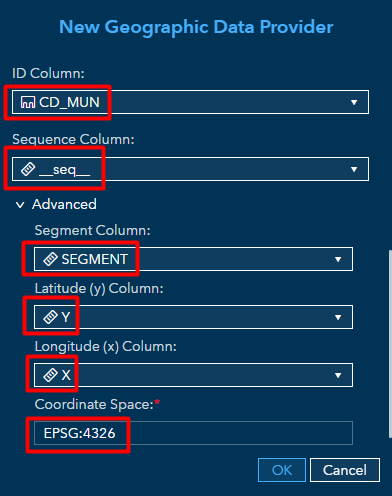 New Geographic Data Provider
ID Column:
CD_MUN
Sequence Column:
__seq__
Advanced
Segment Column:
SEGMENT
Latitude (y) Column:
Y
Longitude (x) Column:
X
Coordinate Space:*
EPSG:4326
OK Cancel